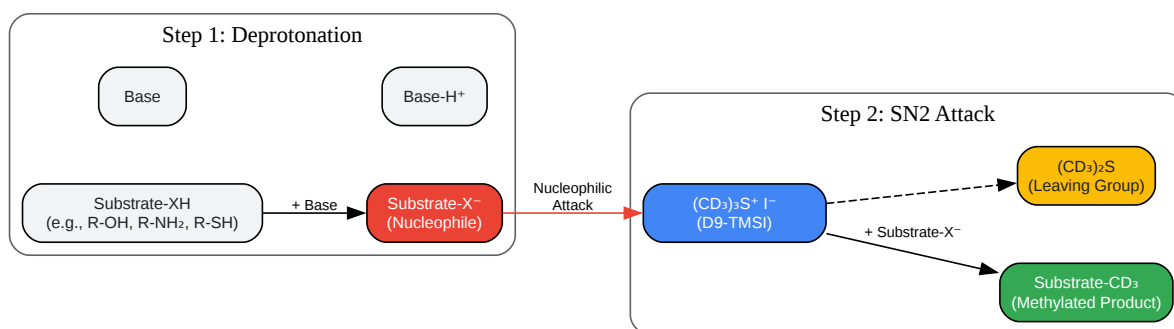 Step 1: Deprotonation
Base
Base-H⁺
Substrate-XH
(e.g., R-OH, R-NH₂, R-SH)
+ Base
Substrate-X⁻
(Nucleophile)
Nucleophilic
Attack
Step 2: SN2 Attack
(CD₃)₃S⁺ I⁻
(D9-TMSI)
(CD₃)₂S
(Leaving Group)
+ Substrate-X⁻
Substrate-CD₃
(Methylated Product)